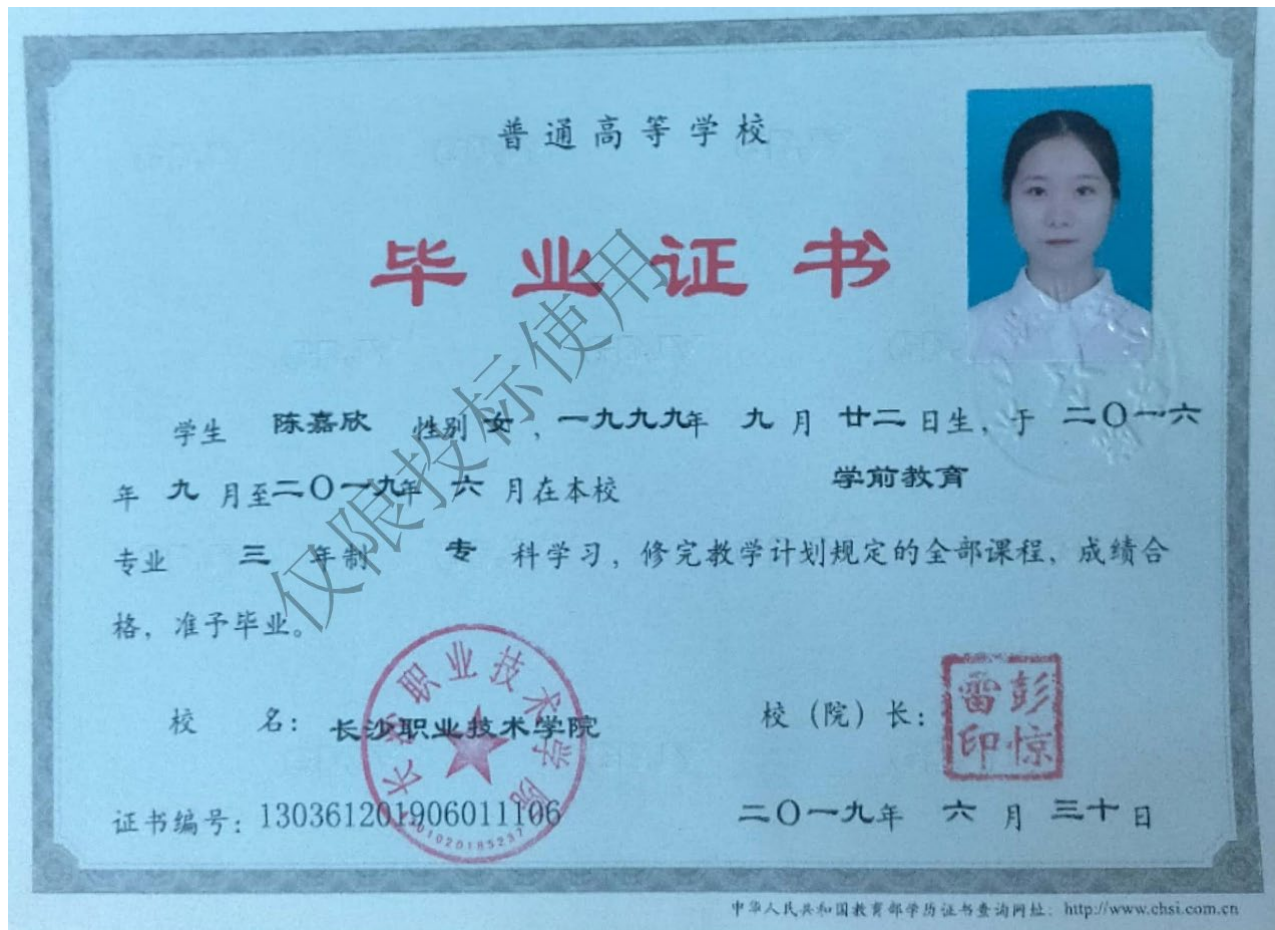 普通高等学校
毕业证书
学生 陈嘉欣 性别 女，一九九九年 九月 廿二日生，于 二〇一六
年 九 月至二〇一九年 六 月在本校 学前教育
专业 三 年制 专 科学习，修完教学计划规定的全部课程，成绩合
格，准予毕业。
校 名：长沙职业技术学院
校（院）长：
彭惊雷印
长沙职业技术学院
证书编号：130361201906011106
二〇一九年 六 月 三十日
中华人民共和国教育部学历证书查询网址：http://www.chsi.com.cn
仅限投标使用